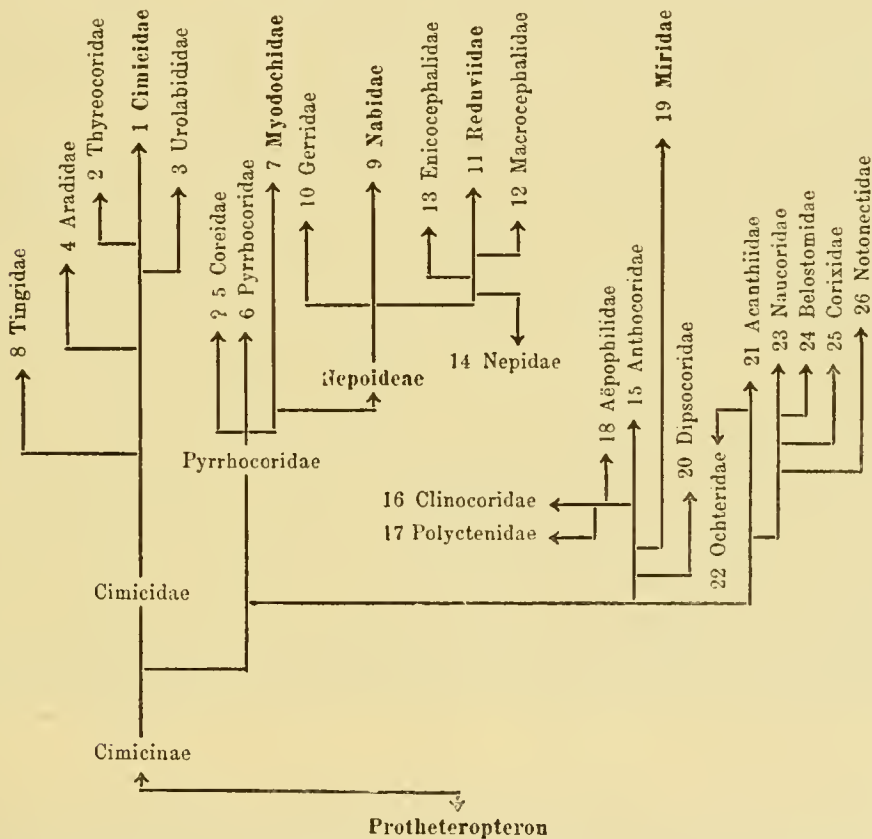 8 Tingidae
4 Aradidae
2 Thyreocoridae
1 Cimicidae
3 Urolabididae
? 5 Coreidae
6 Pyrrhocoridae
7 Myodochidae
10 Gerridae
9 Nabidae
13 Enicocephalidae
11 Reduviidae
12 Macrocephalidae
19 Miridae
18 Aëpophilidae
15 Anthocoridae
20 Dipsocoridae
22 Ochteridae
21 Acanthiidae
23 Naucoridae
24 Belostomidae
25 Corixidae
26 Notonectidae
Nepoideae
14 Nepidae
Pyrrhocoridae
16 Clinocoridae
17 Polyctenidae
Cimicidae
Cimicinae
Protheteropteron